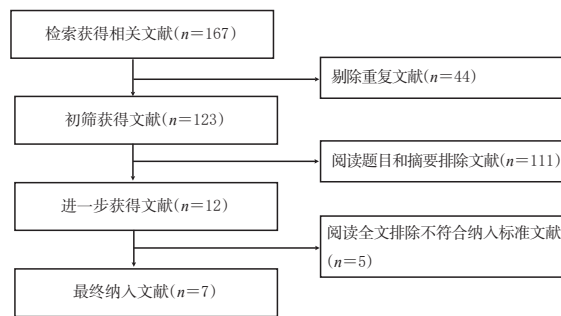 检索获得相关文献(n=167)
剔除重复文献(n=44)
初筛获得文献(n=123)
阅读题目和摘要排除文献(n=111)
进一步获得文献(n=12)
阅读全文排除不符合纳入标准文献
(n=5)
最终纳入文献(n=7)